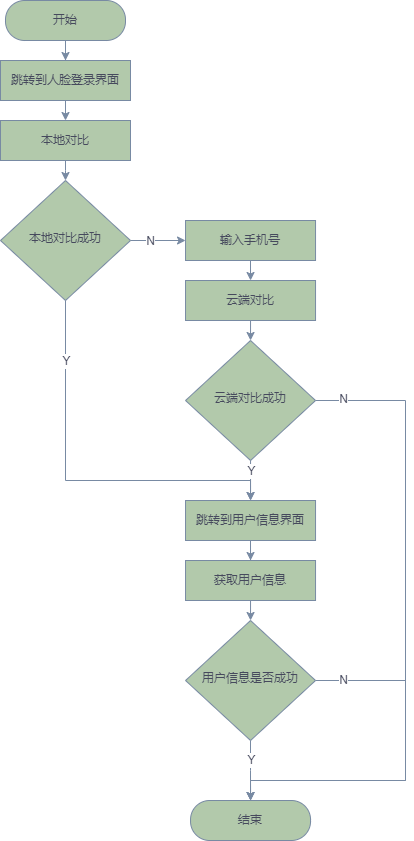 开始
跳转到人脸登录界面
本地对比
本地对比成功
N
输入手机号
云端对比
Y
云端对比成功
N
Y
跳转到用户信息界面
获取用户信息
用户信息是否成功
N
Y
结束